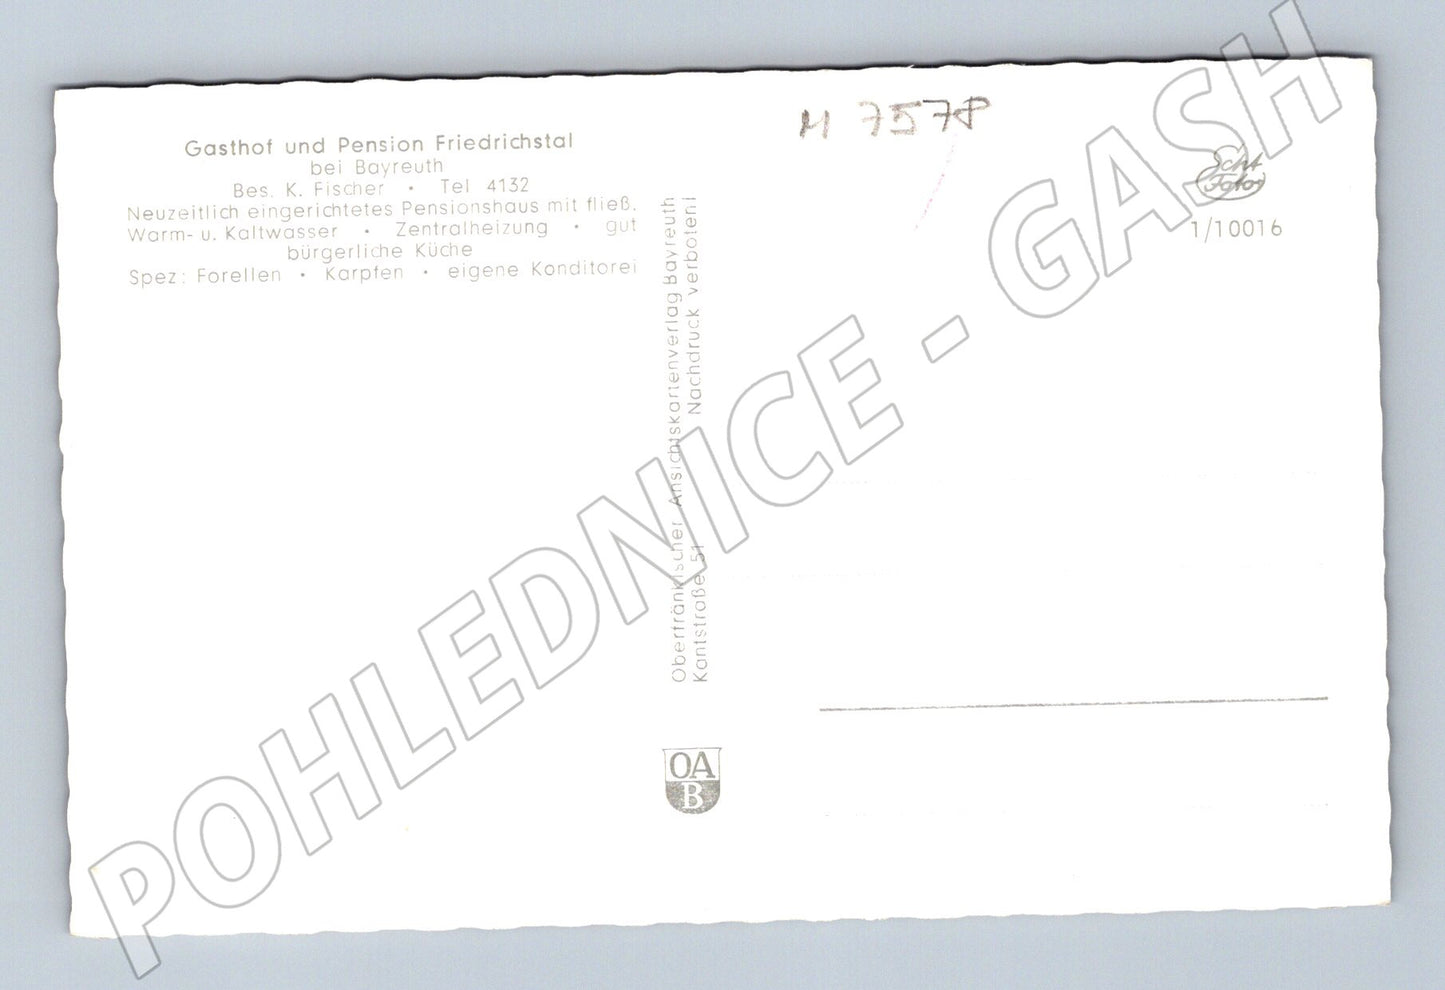 Gasthof und Pension Friedrichstal
bei Bayreuth
Bes. K. Fischer • Tel 4132
Neuzeitlich eingerichtetes Pensionshaus mit fließ.
Warm- u. Kaltwasser • Zentralheizung • gut
bürgerliche Küche
Spez: Forellen • Karpfen • eigene Konditorei
Oberfränkischer Ansichtskartenverlag Bayreuth
Kantstraße 51 Nachdruck verboten!
OA
B
M 7578
Echt
Foto
1/10016
POHLEDNICE - GASH